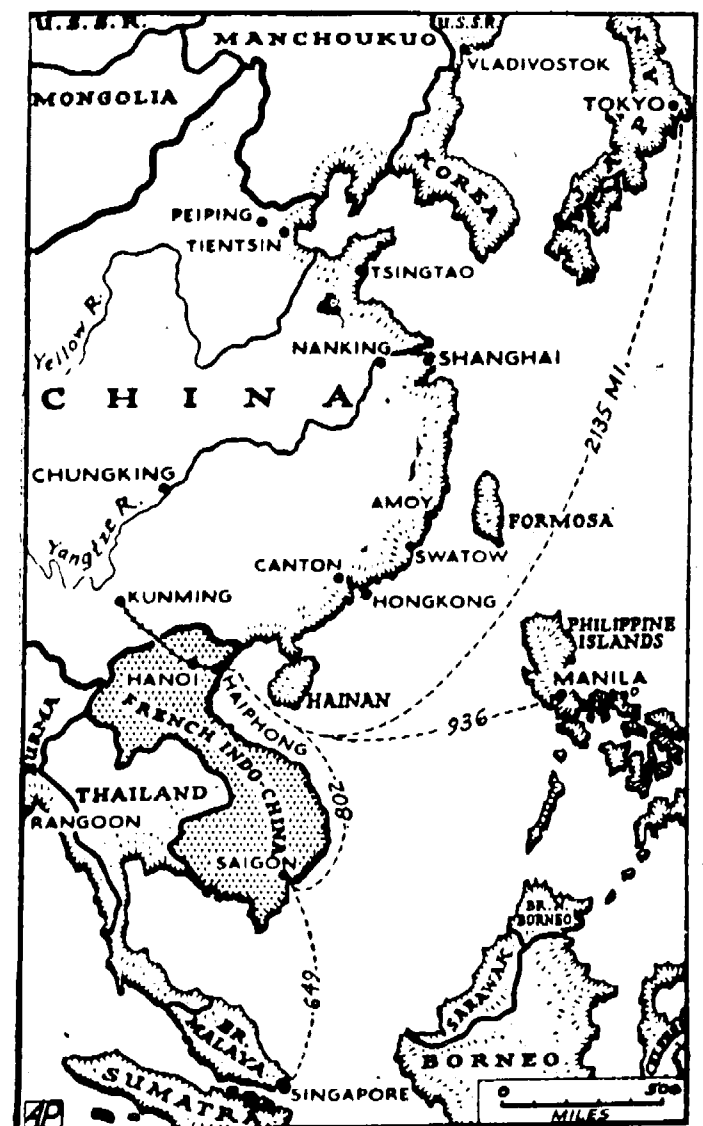 U.S.S.R.
U.S.S.R.
MANCHOUKUO
VLADIVOSTOK
MONGOLIA
TOKYO
JAPAN
KOREA
PEIPING
TIENTSIN
TSINGTAO
Yellow R.
NANKING
SHANGHAI
CHINA
2135 MI.
CHUNGKING
Yangtze R.
AMOY
FORMOSA
CANTON
SWATOW
KUNMING
HONGKONG
PHILIPPINE
ISLANDS
HANOI
HAIPHONG
HAINAN
MANILA
936
BURMA
FRENCH INDO-CHINA
THAILAND
802
RANGOON
SAIGON
BR. N.
BORNEO
649
SARAWAK
BR.
MALAYA
BORNEO
SUMATRA
SINGAPORE
0 500
MILES
AP